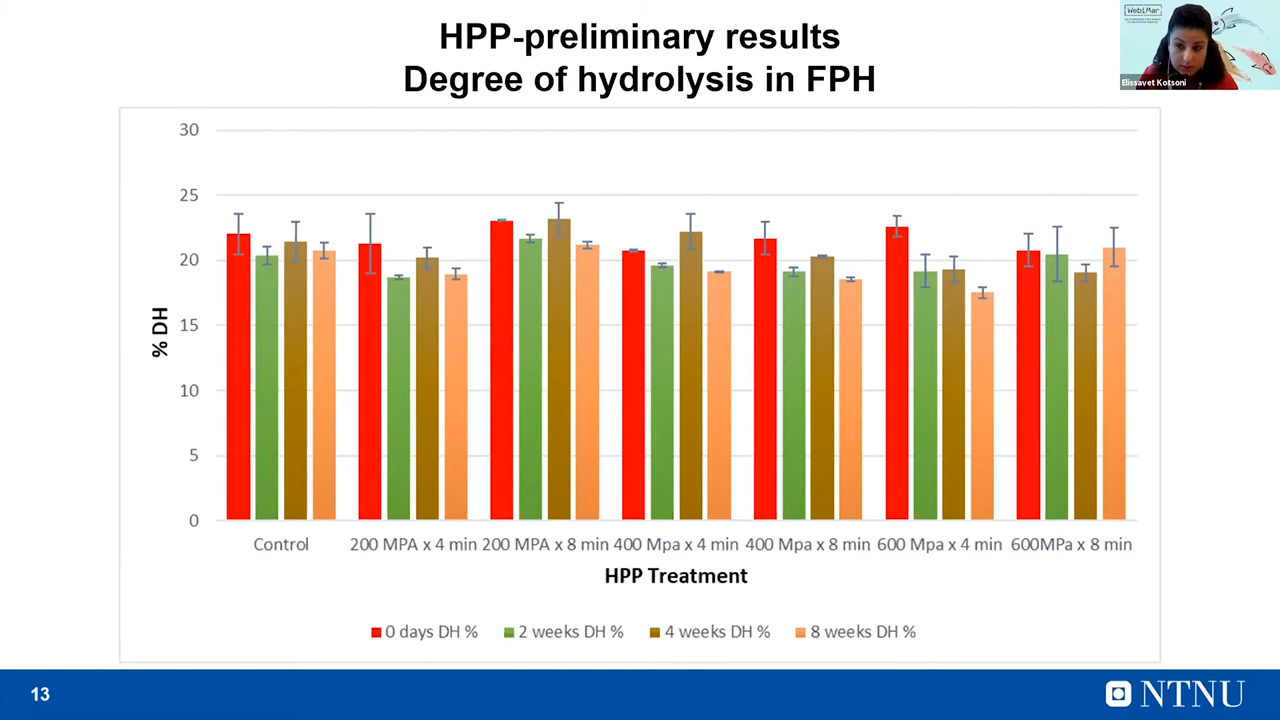 HPP-preliminary results
Degree of hydrolysis in FPH
WebiMar
Elissavet Kotsoni
30
25
20
15
10
5
0
% DH
Control
200 MPA x 4 min
200 MPA x 8 min
400 Mpa x 4 min
400 Mpa x 8 min
600 Mpa x 4 min
600MPa x 8 min
HPP Treatment
0 days DH %
2 weeks DH %
4 weeks DH %
8 weeks DH %
13
NTNU